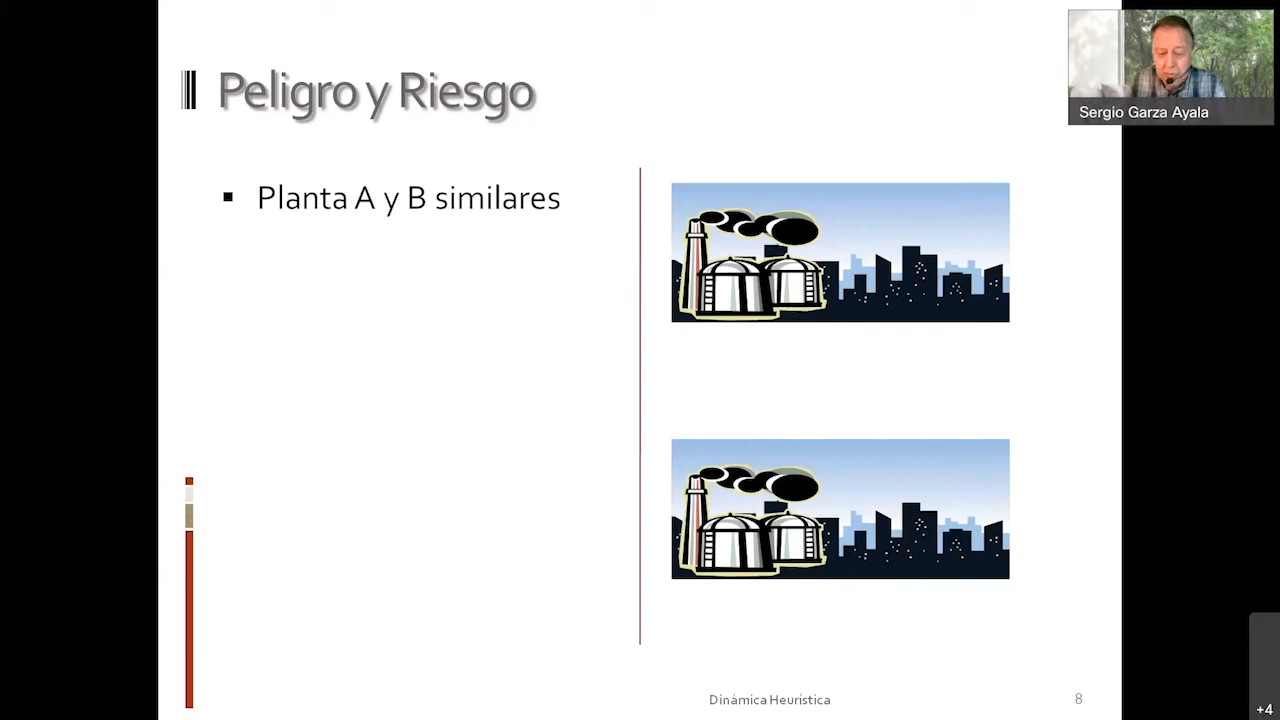 Peligro y Riesgo
Sergio Garza Ayala
▪ Planta A y B similares
Dinámica Heurística
8
+4